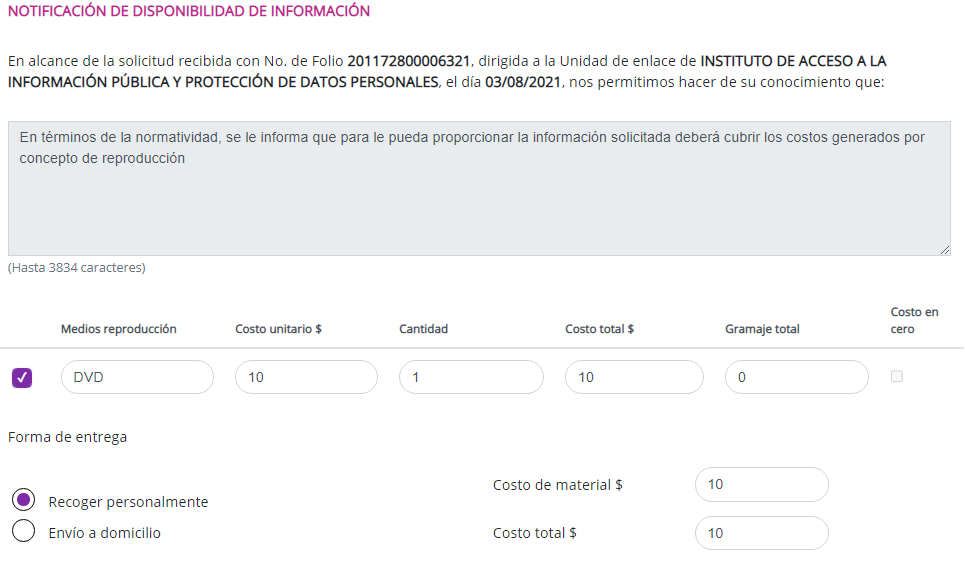 NOTIFICACIÓN DE DISPONIBILIDAD DE INFORMACIÓN
En alcance de la solicitud recibida con No. de Folio 201172800006321, dirigida a la Unidad de enlace de INSTITUTO DE ACCESO A LA
INFORMACIÓN PÚBLICA Y PROTECCIÓN DE DATOS PERSONALES, el día 03/08/2021, nos permitimos hacer de su conocimiento que:
En términos de la normatividad, se le informa que para le pueda proporcionar la información solicitada deberá cubrir los costos generados por
concepto de reproducción
(Hasta 3834 caracteres)
Medios reproducción Costo unitario $ Cantidad Costo total $ Gramaje total Costo en
cero
DVD 10 1 10 0
Forma de entrega
Recoger personalmente
Envío a domicilio
Costo de material $ 10
Costo total $ 10